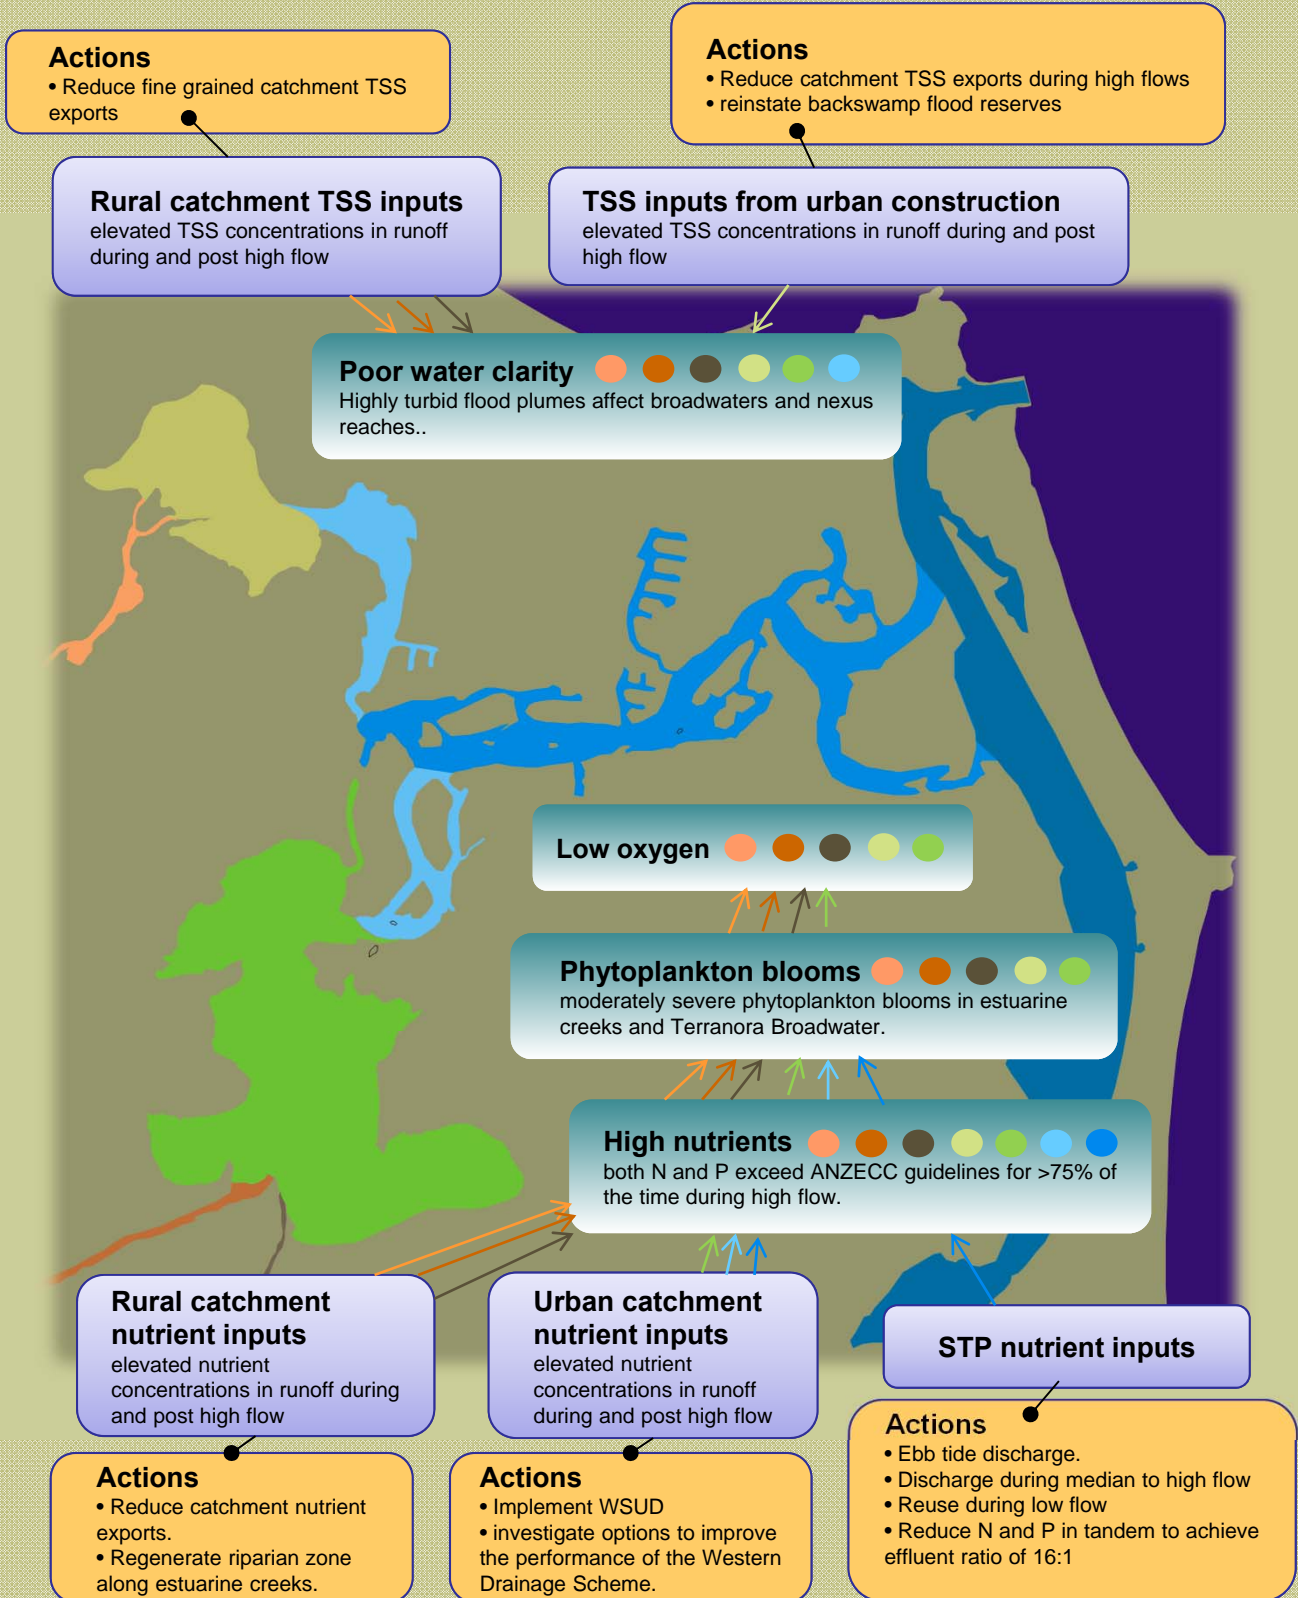 Actions
• Reduce fine grained catchment TSS
exports
Actions
• Reduce catchment TSS exports during high flows
• reinstate backswamp flood reserves
Rural catchment TSS inputs
elevated TSS concentrations in runoff
during and post high flow
TSS inputs from urban construction
elevated TSS concentrations in runoff during and post
high flow
Poor water clarity
Highly turbid flood plumes affect broadwaters and nexus
reaches..
Low oxygen
Phytoplankton blooms
moderately severe phytoplankton blooms in estuarine
creeks and Terranora Broadwater.
High nutrients
both N and P exceed ANZECC guidelines for >75% of
the time during high flow.
Rural catchment
nutrient inputs
elevated nutrient
concentrations in runoff during
and post high flow
Urban catchment
nutrient inputs
elevated nutrient
concentrations in runoff
during and post high flow
STP nutrient inputs
Actions
• Reduce catchment nutrient
exports.
• Regenerate riparian zone
along estuarine creeks.
Actions
• Implement WSUD
• investigate options to improve
the performance of the Western
Drainage Scheme.
Actions
• Ebb tide discharge.
• Discharge during median to high flow
• Reuse during low flow
• Reduce N and P in tandem to achieve
effluent ratio of 16:1